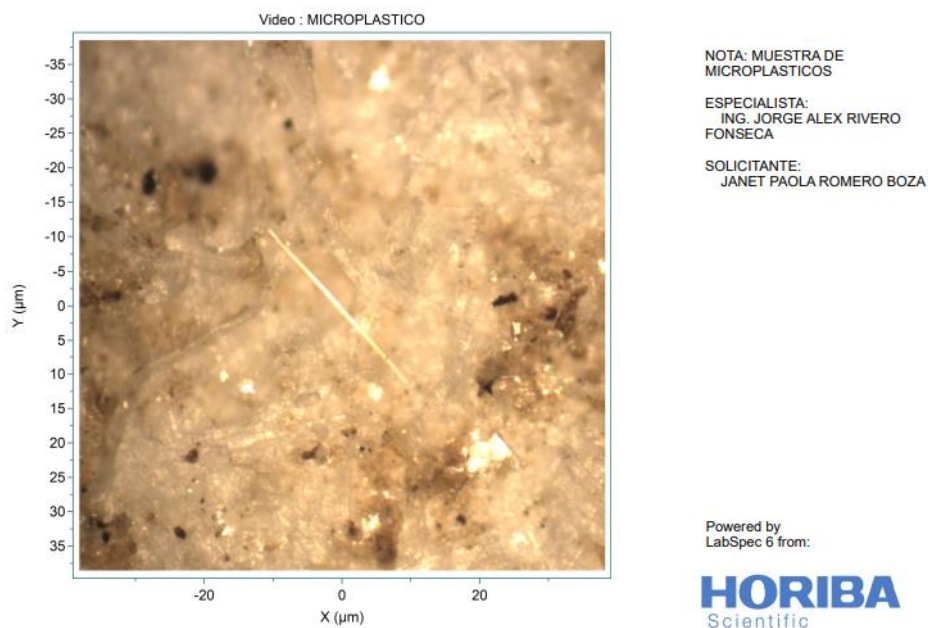 Video : MICROPLASTICO
-35
-30
-25
-20
-15
-10
-5
0
5
10
15
20
25
30
35
Y (µm)
-20
0
20
X (µm)
NOTA: MUESTRA DE
MICROPLASTICOS
ESPECIALISTA:
ING. JORGE ALEX RIVERO
FONSECA
SOLICITANTE:
JANET PAOLA ROMERO BOZA
Powered by
LabSpec 6 from:
HORIBA
Scientific